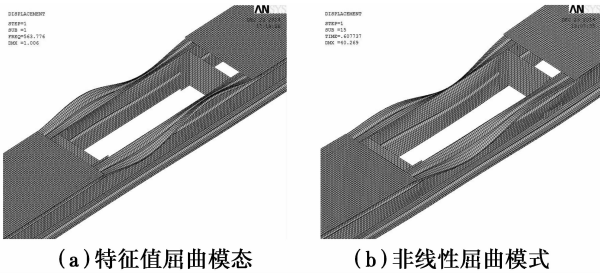 DISPLACEMENT
STEP=1
SUB =1
FREQ=563.776
DMX =1.006
AN
DISPLACEMENT
STEP=1
SUB =15
TIME=.607737
DMX =60.269
AN
(a)特征值屈曲模态
(b)非线性屈曲模式